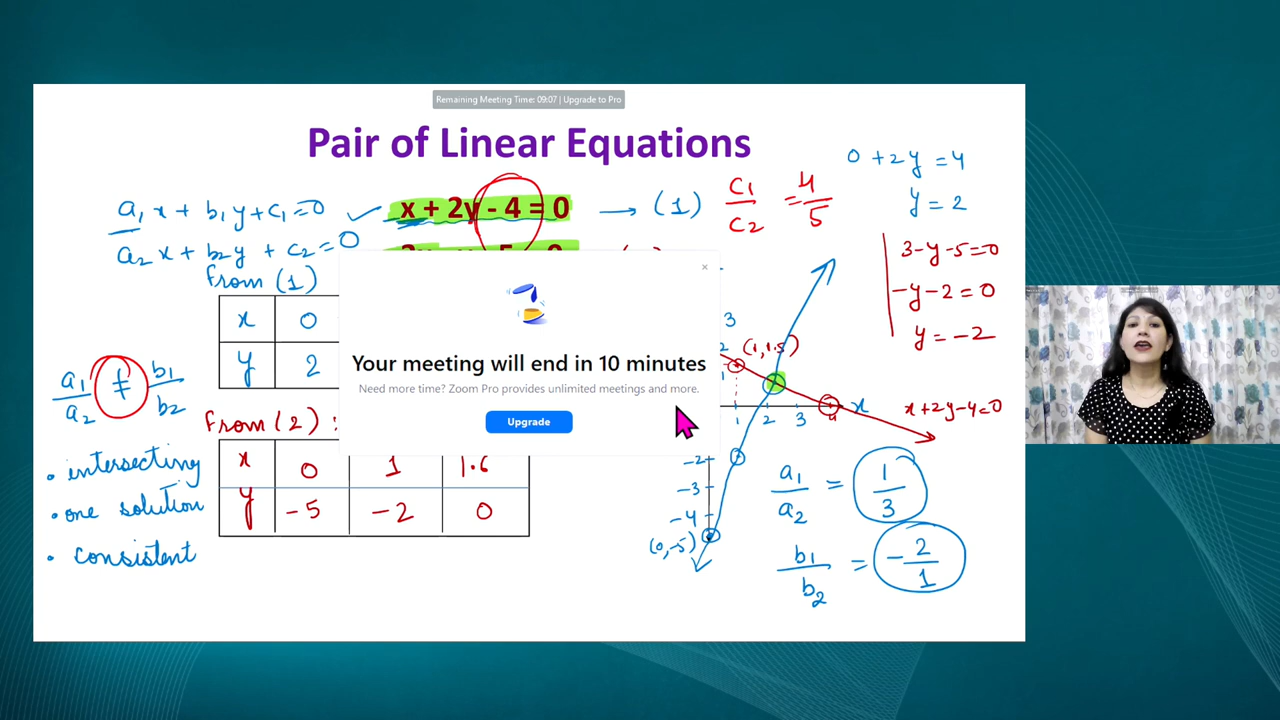 Remaining Meeting Time: 09:07 | Upgrade to Pro
Pair of Linear Equations
a₁x + b₁y + c₁ = 0
x + 2y - 4 = 0 → (1)
a₂x + b₂y + c₂ = 0
C₁/C₂ = 4/5
0 + 2y = 4
y = 2
3 - y - 5 = 0
- y - 2 = 0
y = -2
from (1)
x 0
y 2
Your meeting will end in 10 minutes
Need more time? Zoom Pro provides unlimited meetings and more.
Upgrade
a₁/a₂ ≠ b₁/b₂
• intersecting
• one solution
• consistent
from (2) :
x 0 1 1.6
y -5 -2 0
3
2
1
(1, 1.5)
1 2 3 4 x
x + 2y - 4 = 0
-2
-3
-4
(0, -5)
a₁/a₂ = 1/3
b₁/b₂ = -2/1